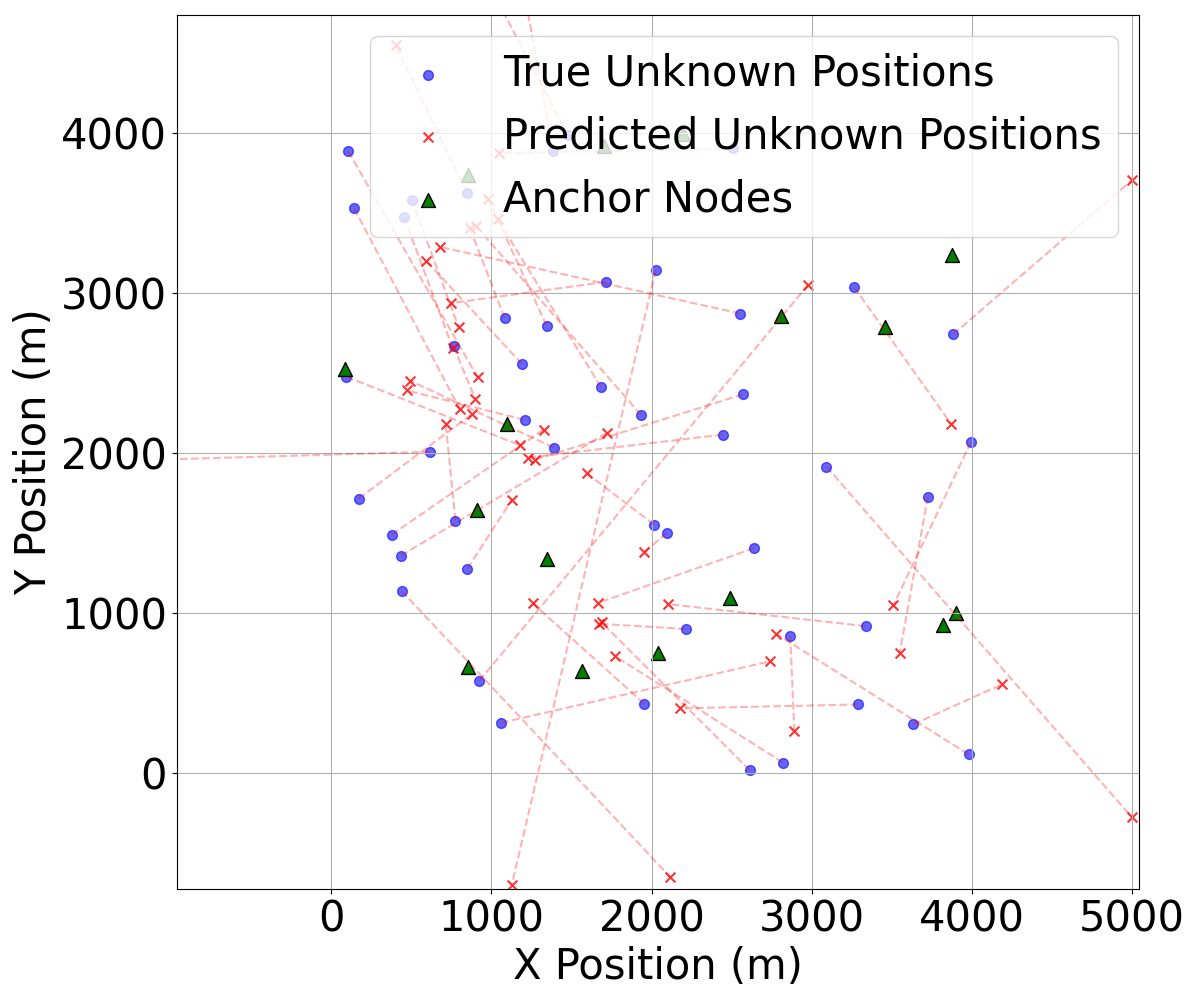 True Unknown Positions
Predicted Unknown Positions
Anchor Nodes
Y Position (m)
4000
3000
2000
1000
0
0 1000 2000 3000 4000 5000
X Position (m)